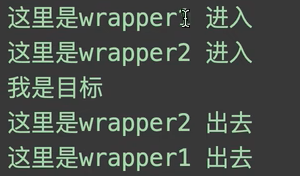 这里是wrapper1 进入
这里是wrapper2 进入
我是目标
这里是wrapper2 出去
这里是wrapper1 出去